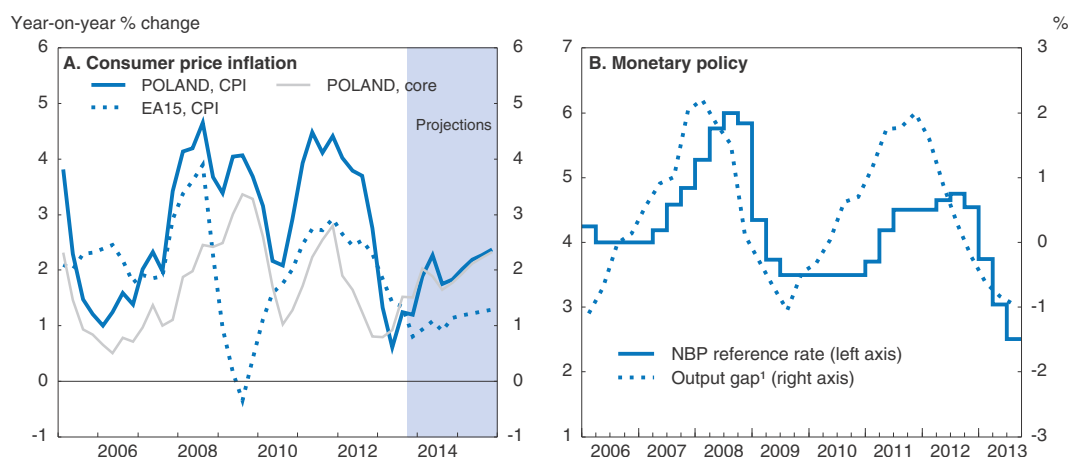 Year-on-year % change
%
6 6
A. Consumer price inflation
POLAND, CPI POLAND, core
EA15, CPI
Projections
5 5
4 4
3 3
2 2
1 1
0 0
-1 -1
2006 2008 2010 2012 2014
7 3
B. Monetary policy
6 2
5 1
4 0
3 -1
NBP reference rate (left axis)
2 -2
Output gap¹ (right axis)
1 -3
2006 2007 2008 2009 2010 2011 2012 2013